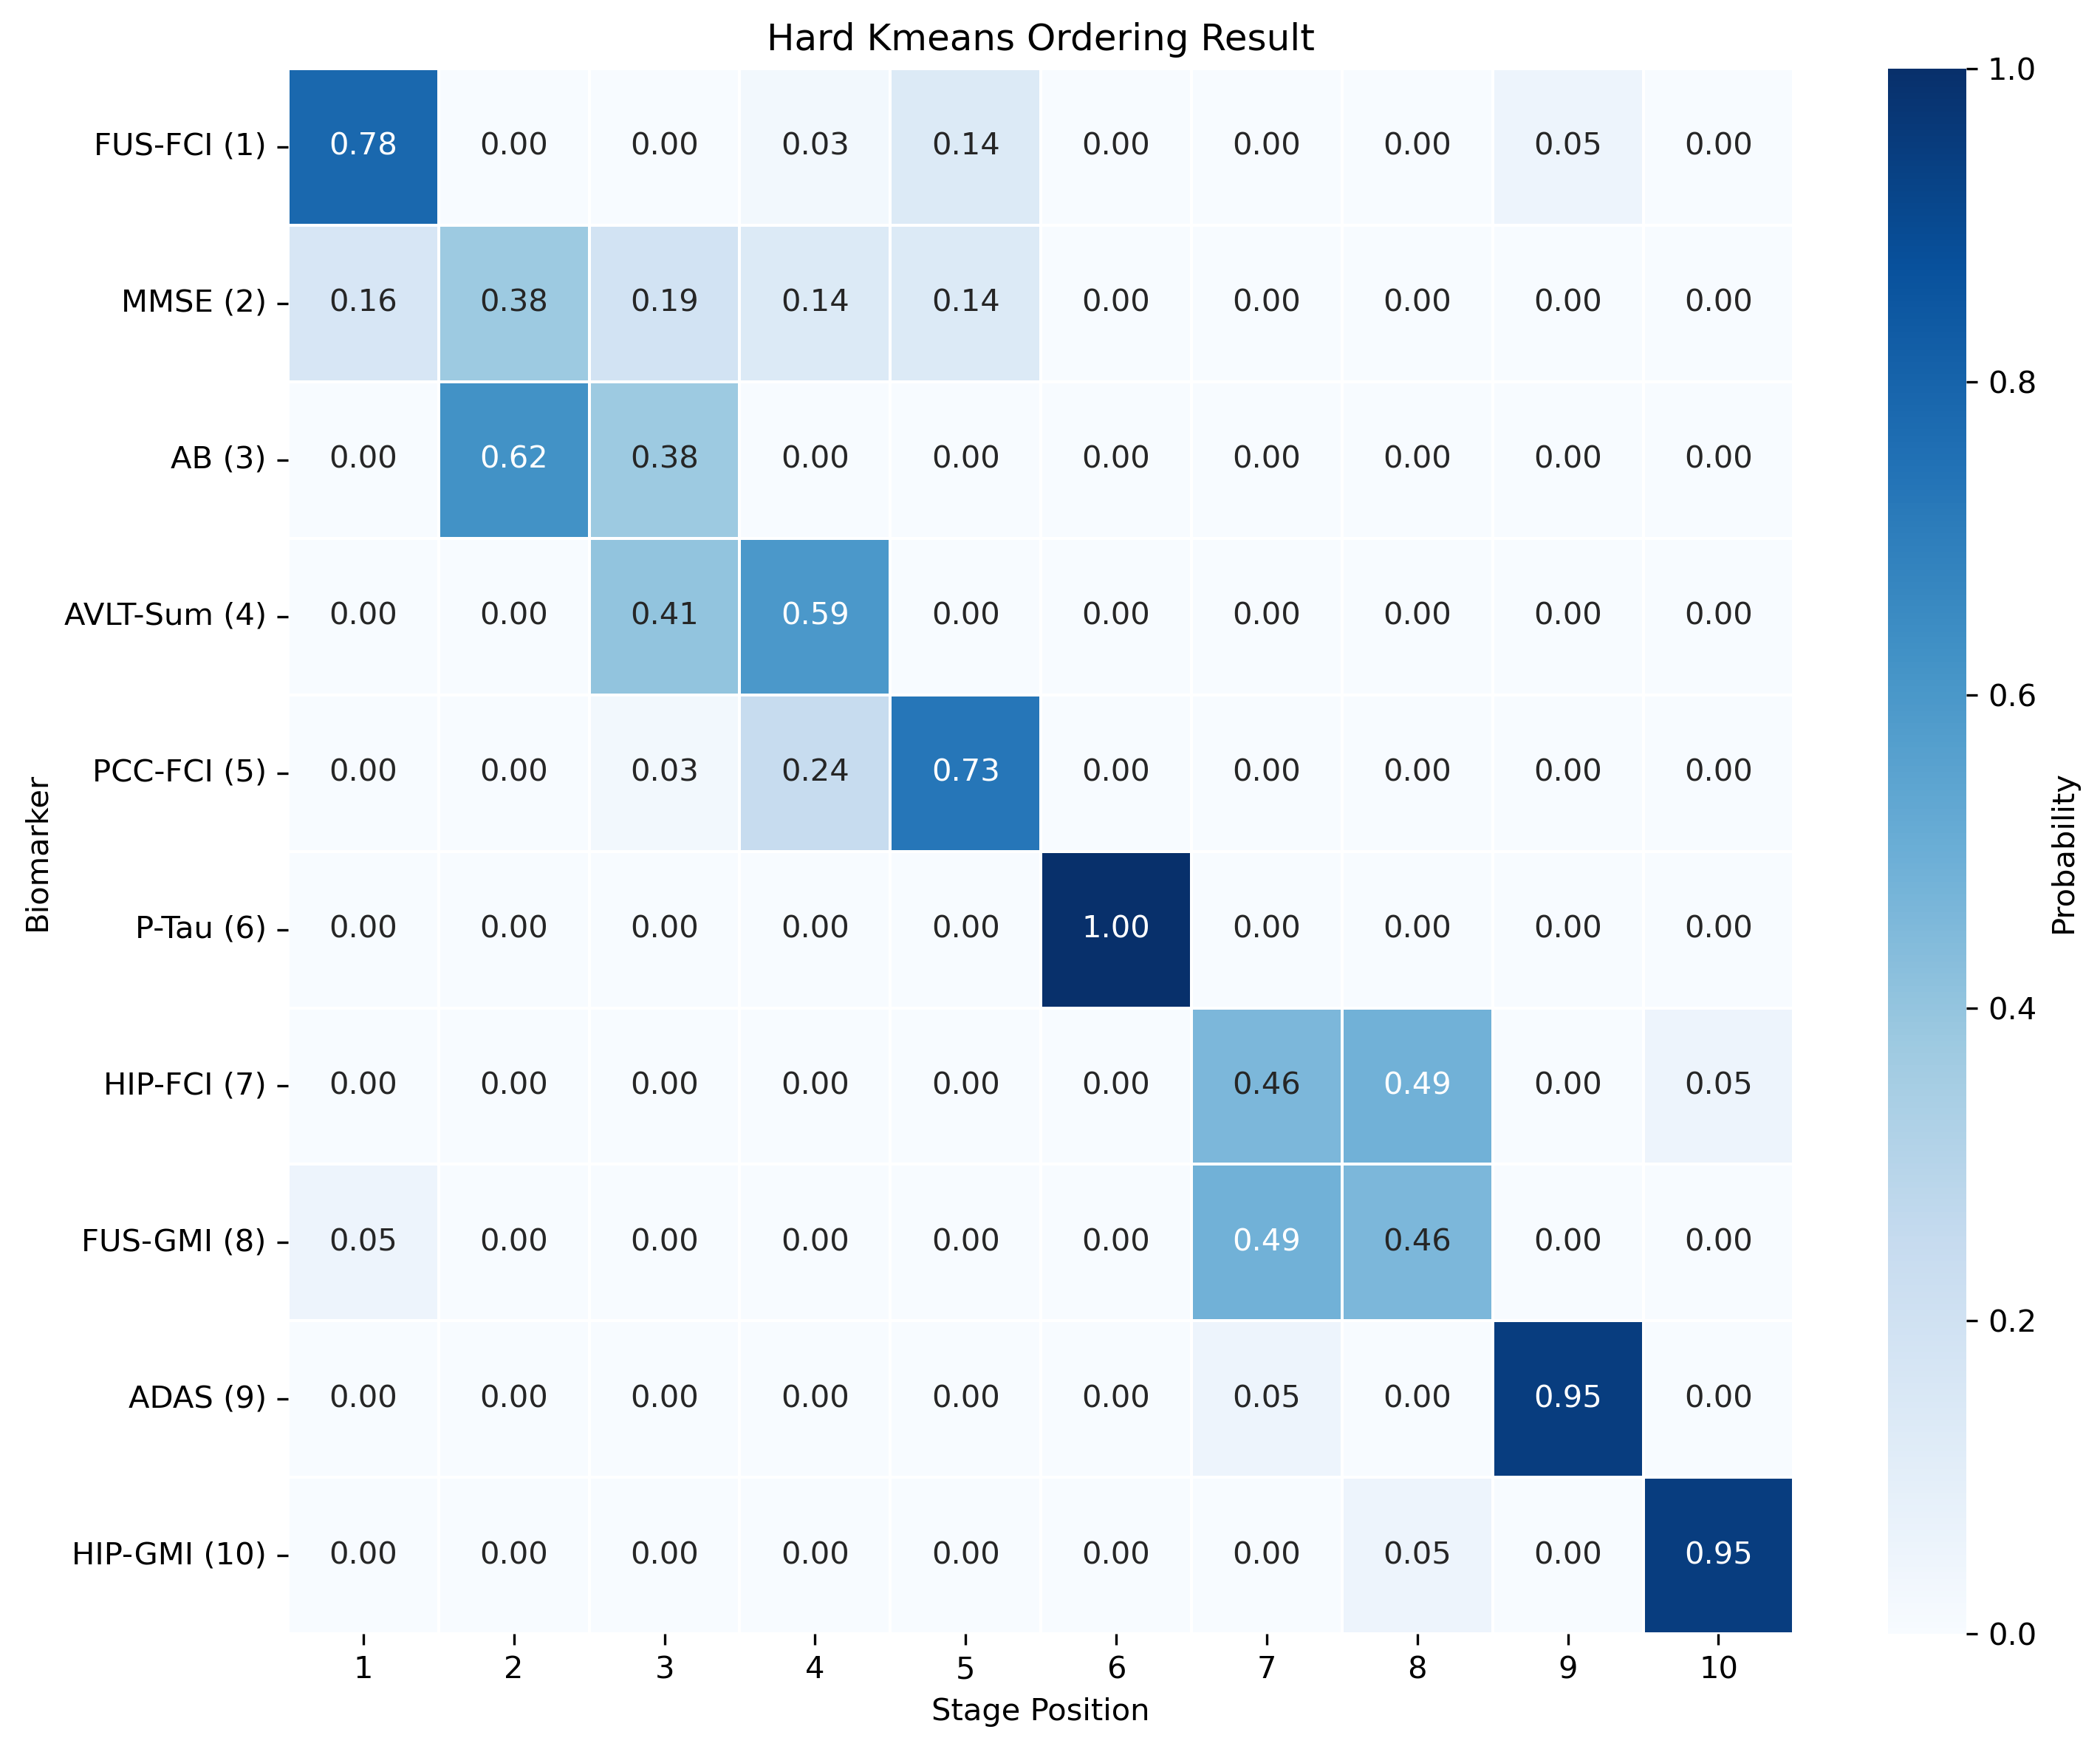 Hard Kmeans Ordering Result
FUS-FCI (1) 0.78 0.00 0.00 0.03 0.14 0.00 0.00 0.00 0.05 0.00
MMSE (2) 0.16 0.38 0.19 0.14 0.14 0.00 0.00 0.00 0.00 0.00
AB (3) 0.00 0.62 0.38 0.00 0.00 0.00 0.00 0.00 0.00 0.00
AVLT-Sum (4) 0.00 0.00 0.41 0.59 0.00 0.00 0.00 0.00 0.00 0.00
PCC-FCI (5) 0.00 0.00 0.03 0.24 0.73 0.00 0.00 0.00 0.00 0.00
P-Tau (6) 0.00 0.00 0.00 0.00 0.00 1.00 0.00 0.00 0.00 0.00
HIP-FCI (7) 0.00 0.00 0.00 0.00 0.00 0.00 0.46 0.49 0.00 0.05
FUS-GMI (8) 0.05 0.00 0.00 0.00 0.00 0.00 0.49 0.46 0.00 0.00
ADAS (9) 0.00 0.00 0.00 0.00 0.00 0.00 0.05 0.00 0.95 0.00
HIP-GMI (10) 0.00 0.00 0.00 0.00 0.00 0.00 0.00 0.05 0.00 0.95
1 2 3 4 5 6 7 8 9 10
Stage Position
Biomarker
1.0
0.8
0.6
0.4
0.2
0.0
Probability